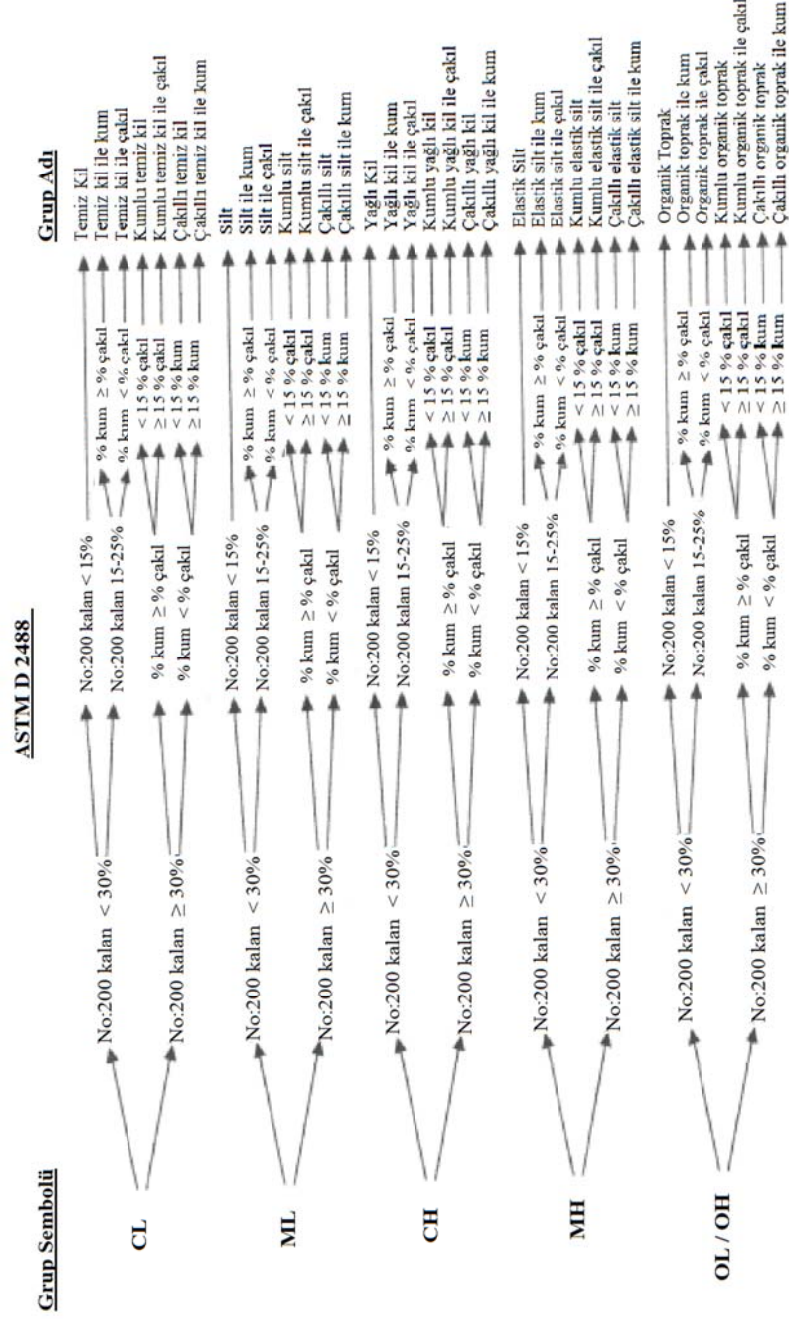 ASTM D 2488
Grup Sembolü
Grup Adı
CL
No:200 kalan < 30%
No:200 kalan < 15%
Temiz Kil
No:200 kalan 15-25%
% kum ≥ % çakıl
Temiz kil ile kum
% kum < % çakıl
Temiz kil ile çakıl
No:200 kalan ≥ 30%
% kum ≥ % çakıl
< 15 % çakıl
Kumlu temiz kil
≥ 15 % çakıl
Kumlu temiz kil ile çakıl
% kum < % çakıl
< 15 % kum
Çakıllı temiz kil
≥ 15 % kum
Çakıllı temiz kil ile kum
ML
No:200 kalan < 30%
No:200 kalan < 15%
Silt
No:200 kalan 15-25%
% kum ≥ % çakıl
Silt ile kum
% kum < % çakıl
Silt ile çakıl
No:200 kalan ≥ 30%
% kum ≥ % çakıl
< 15 % çakıl
Kumlu silt
≥ 15 % çakıl
Kumlu silt ile çakıl
% kum < % çakıl
< 15 % kum
Çakıllı silt
≥ 15 % kum
Çakıllı silt ile kum
CH
No:200 kalan < 30%
No:200 kalan < 15%
Yağlı Kil
No:200 kalan 15-25%
% kum ≥ % çakıl
Yağlı kil ile kum
% kum < % çakıl
Yağlı kil ile çakıl
No:200 kalan ≥ 30%
% kum ≥ % çakıl
< 15 % çakıl
Kumlu yağlı kil
≥ 15 % çakıl
Kumlu yağlı kil ile çakıl
% kum < % çakıl
< 15 % kum
Çakıllı yağlı kil
≥ 15 % kum
Çakıllı yağlı kil ile kum
MH
No:200 kalan < 30%
No:200 kalan < 15%
Elastik Silt
No:200 kalan 15-25%
% kum ≥ % çakıl
Elastik silt ile kum
% kum < % çakıl
Elastik silt ile çakıl
No:200 kalan ≥ 30%
% kum ≥ % çakıl
< 15 % çakıl
Kumlu elastik silt
≥ 15 % çakıl
Kumlu elastik silt ile çakıl
% kum < % çakıl
< 15 % kum
Çakıllı elastik silt
≥ 15 % kum
Çakıllı elastik silt ile kum
OL / OH
No:200 kalan < 30%
No:200 kalan < 15%
Organik Toprak
No:200 kalan 15-25%
% kum ≥ % çakıl
Organik toprak ile kum
% kum < % çakıl
Organik toprak ile çakıl
No:200 kalan ≥ 30%
% kum ≥ % çakıl
< 15 % çakıl
Kumlu organik toprak
≥ 15 % çakıl
Kumlu organik toprak ile çakıl
% kum < % çakıl
< 15 % kum
Çakıllı organik toprak
≥ 15 % kum
Çakıllı organik toprak ile kum